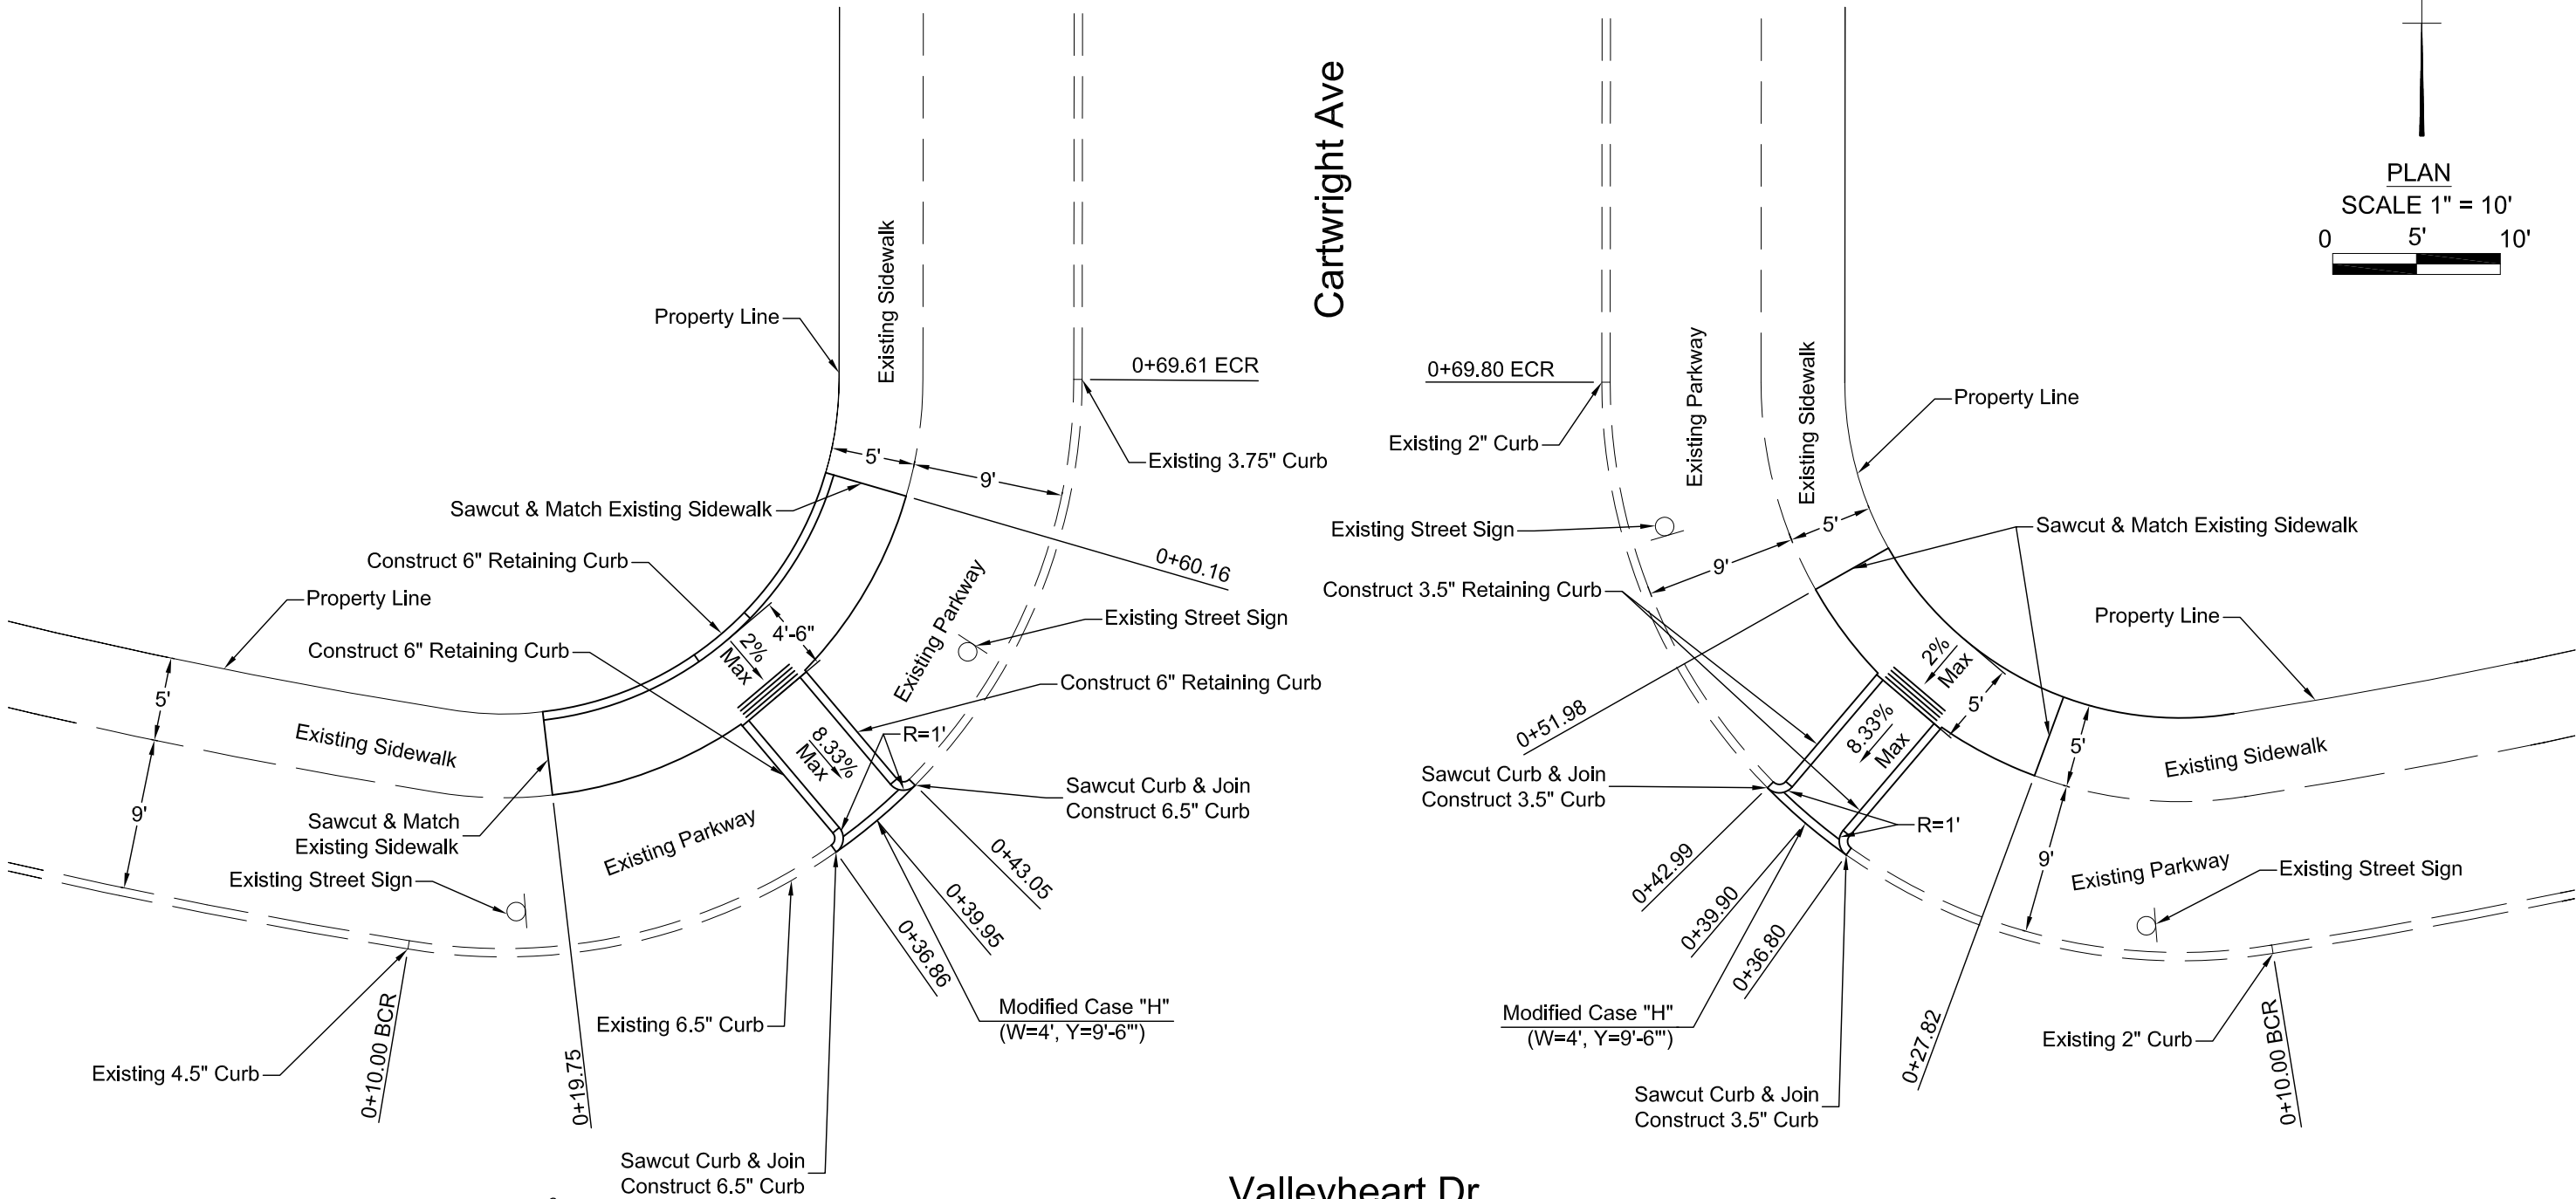 Cartwright Ave
PLAN
SCALE 1" = 10'
0 5' 10'
Existing Sidewalk
Property Line
0+69.61 ECR
Existing 3.75" Curb
5'
9'
Sawcut & Match Existing Sidewalk
Construct 6" Retaining Curb
Property Line
0+60.16
Existing Parkway
Existing Street Sign
4'-6"
2%
Max
Construct 6" Retaining Curb
Construct 6" Retaining Curb
5'
9'
Existing Sidewalk
8.33%
Max
R=1'
Sawcut Curb & Join
Construct 6.5" Curb
Sawcut & Match
Existing Sidewalk
Existing Parkway
Existing Street Sign
0+43.05
0+39.95
0+36.86
Modified Case "H"
(W=4', Y=9'-6"')
Existing 6.5" Curb
0+10.00 BCR
Existing 4.5" Curb
0+19.75
Sawcut Curb & Join
Construct 6.5" Curb
0+69.80 ECR
Existing 2" Curb
Existing Parkway
Existing Sidewalk
Property Line
Existing Street Sign
5'
9'
Sawcut & Match Existing Sidewalk
Construct 3.5" Retaining Curb
Property Line
2%
Max
5'
0+51.98
8.33%
Max
5'
9'
Existing Sidewalk
Sawcut Curb & Join
Construct 3.5" Curb
R=1'
0+42.99
0+39.90
0+36.80
Existing Parkway
Existing Street Sign
Modified Case "H"
(W=4', Y=9'-6"')
0+27.82
Existing 2" Curb
0+10.00 BCR
Sawcut Curb & Join
Construct 3.5" Curb
Valleyheart Dr